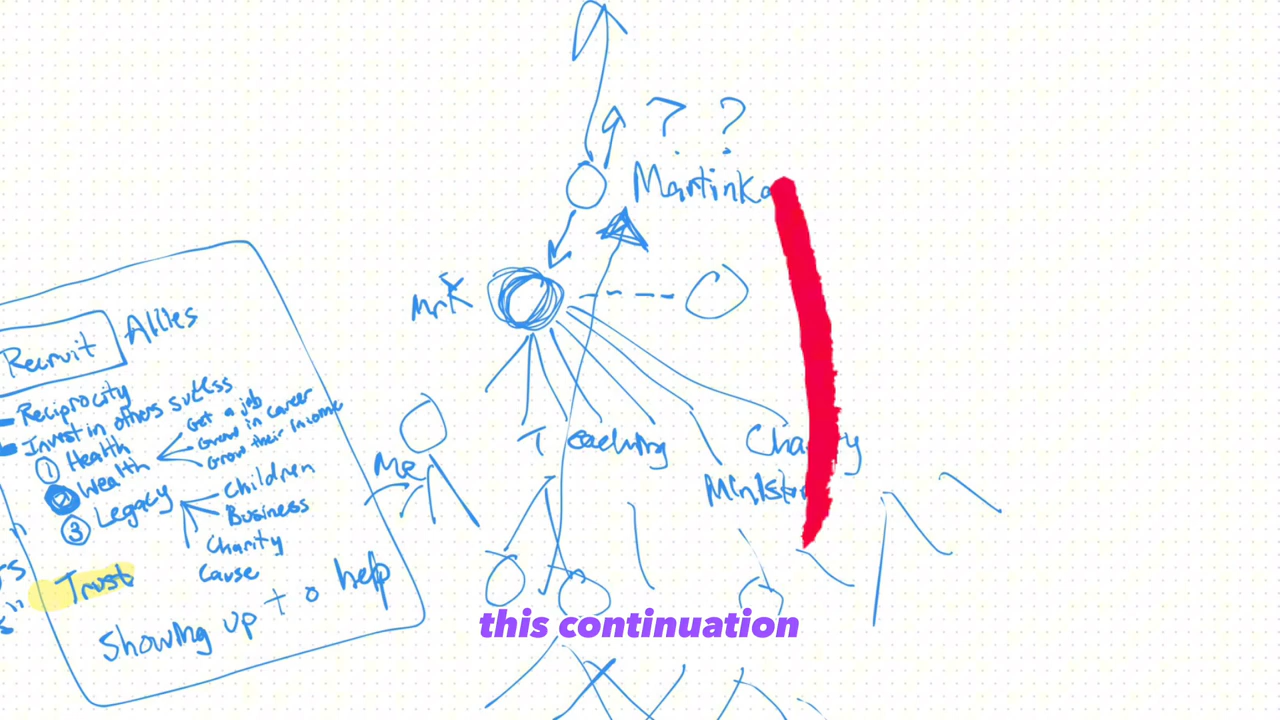 ? ?
Martinka
Mr K
Recruit Allies
- Reciprocity
- Invest in others success
① Health
② Wealth
Get a job
Grow in career
Grow their income
③ Legacy
Children
Business
Charity
Cause
Trust
Showing up to help
Me
Teaching
Charity
this continuation